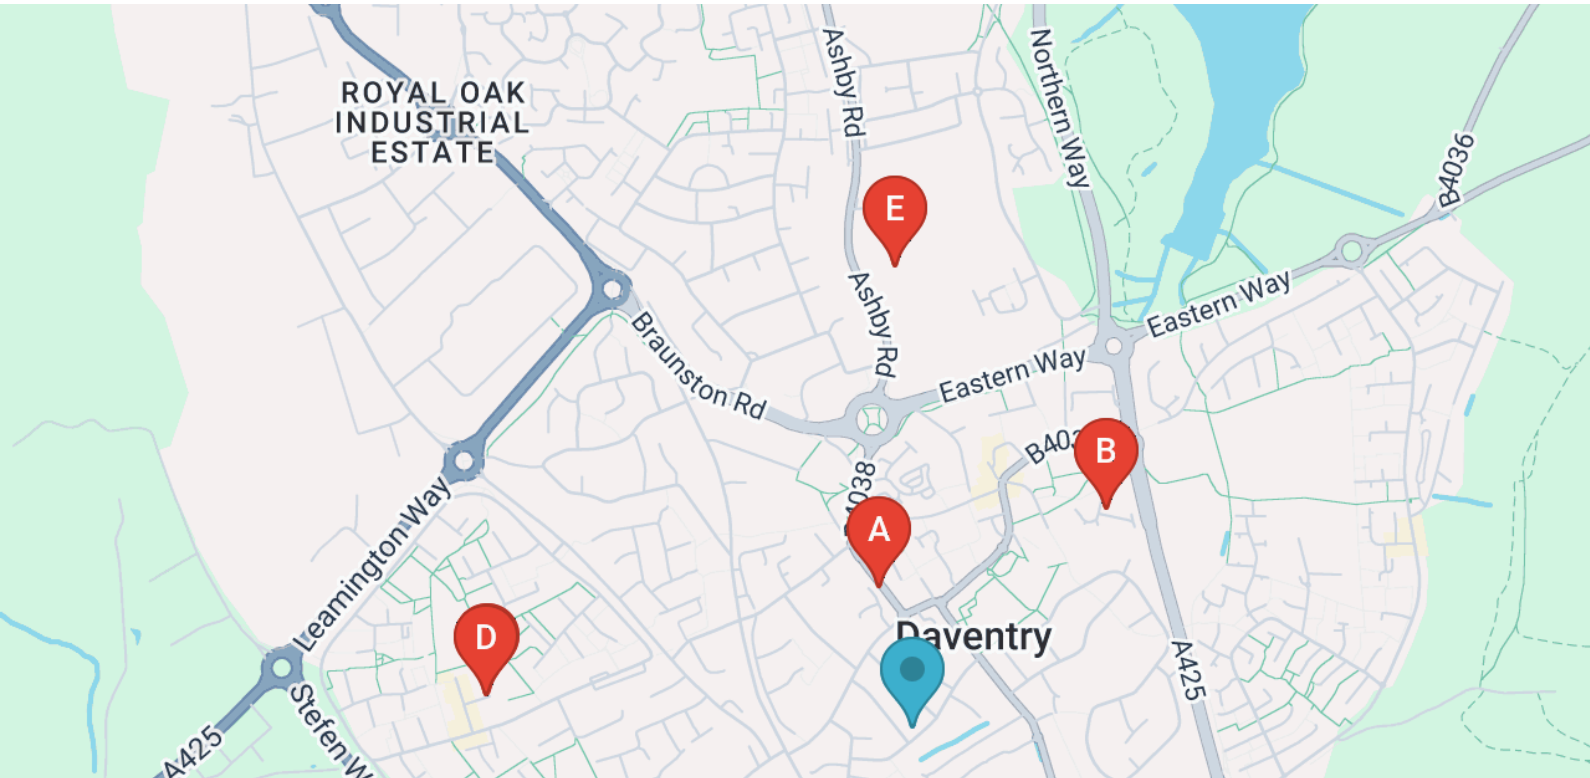 ROYAL OAK
INDUSTRIAL
ESTATE
Ashby Rd
Northern Way
B4036
E
Ashby Rd
Eastern Way
Braunston Rd
Eastern Way
B
A
Leamington Way
D
Daventry
A425
A425